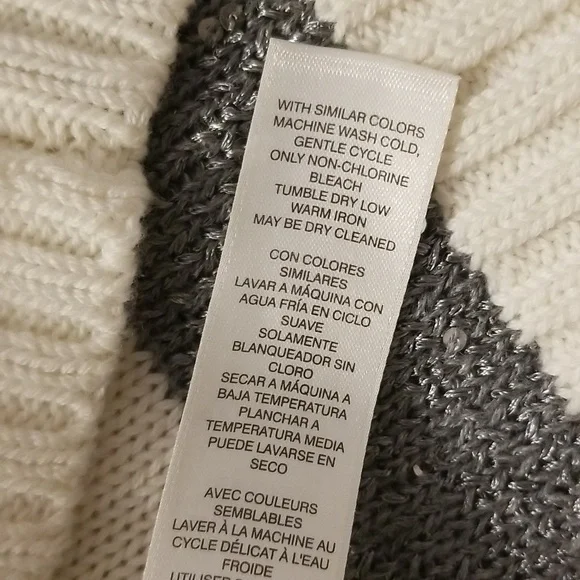 WITH SIMILAR COLORS
MACHINE WASH COLD,
GENTLE CYCLE
ONLY NON-CHLORINE
BLEACH
TUMBLE DRY LOW
WARM IRON
MAY BE DRY CLEANED
CON COLORES
SIMILARES
LAVAR A MÁQUINA CON
AGUA FRÍA EN CICLO
SUAVE
SOLAMENTE
BLANQUEADOR SIN
CLORO
SECAR A MÁQUINA A
BAJA TEMPERATURA
PLANCHAR A
TEMPERATURA MEDIA
PUEDE LAVARSE EN
SECO
AVEC COULEURS
SEMBLABLES
LAVER À LA MACHINE AU
CYCLE DÉLICAT À L'EAU
FROIDE
UTILISER